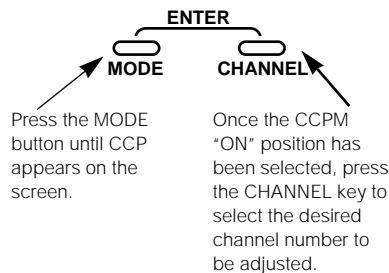 ENTER
MODE
CHANNEL
Press the MODE
button until CCP
appears on the
screen.
Once the CCPM
"ON" position has
been selected, press
the CHANNEL key to
select the desired
channel number to
be adjusted.